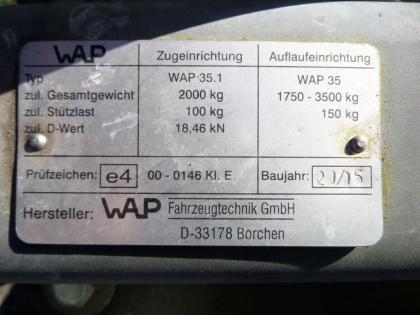 WAP Zugeinrichtung Auflaufeinrichtung
Typ WAP 35.1 WAP 35
zul. Gesamtgewicht 2000 kg 1750 - 3500 kg
zul. Stützlast 100 kg 150 kg
zul. D-Wert 18,46 kN
Prüfzeichen: e4 00 - 0146 Kl. E Baujahr: 20/15
Hersteller: WAP Fahrzeugtechnik GmbH
D-33178 Borchen